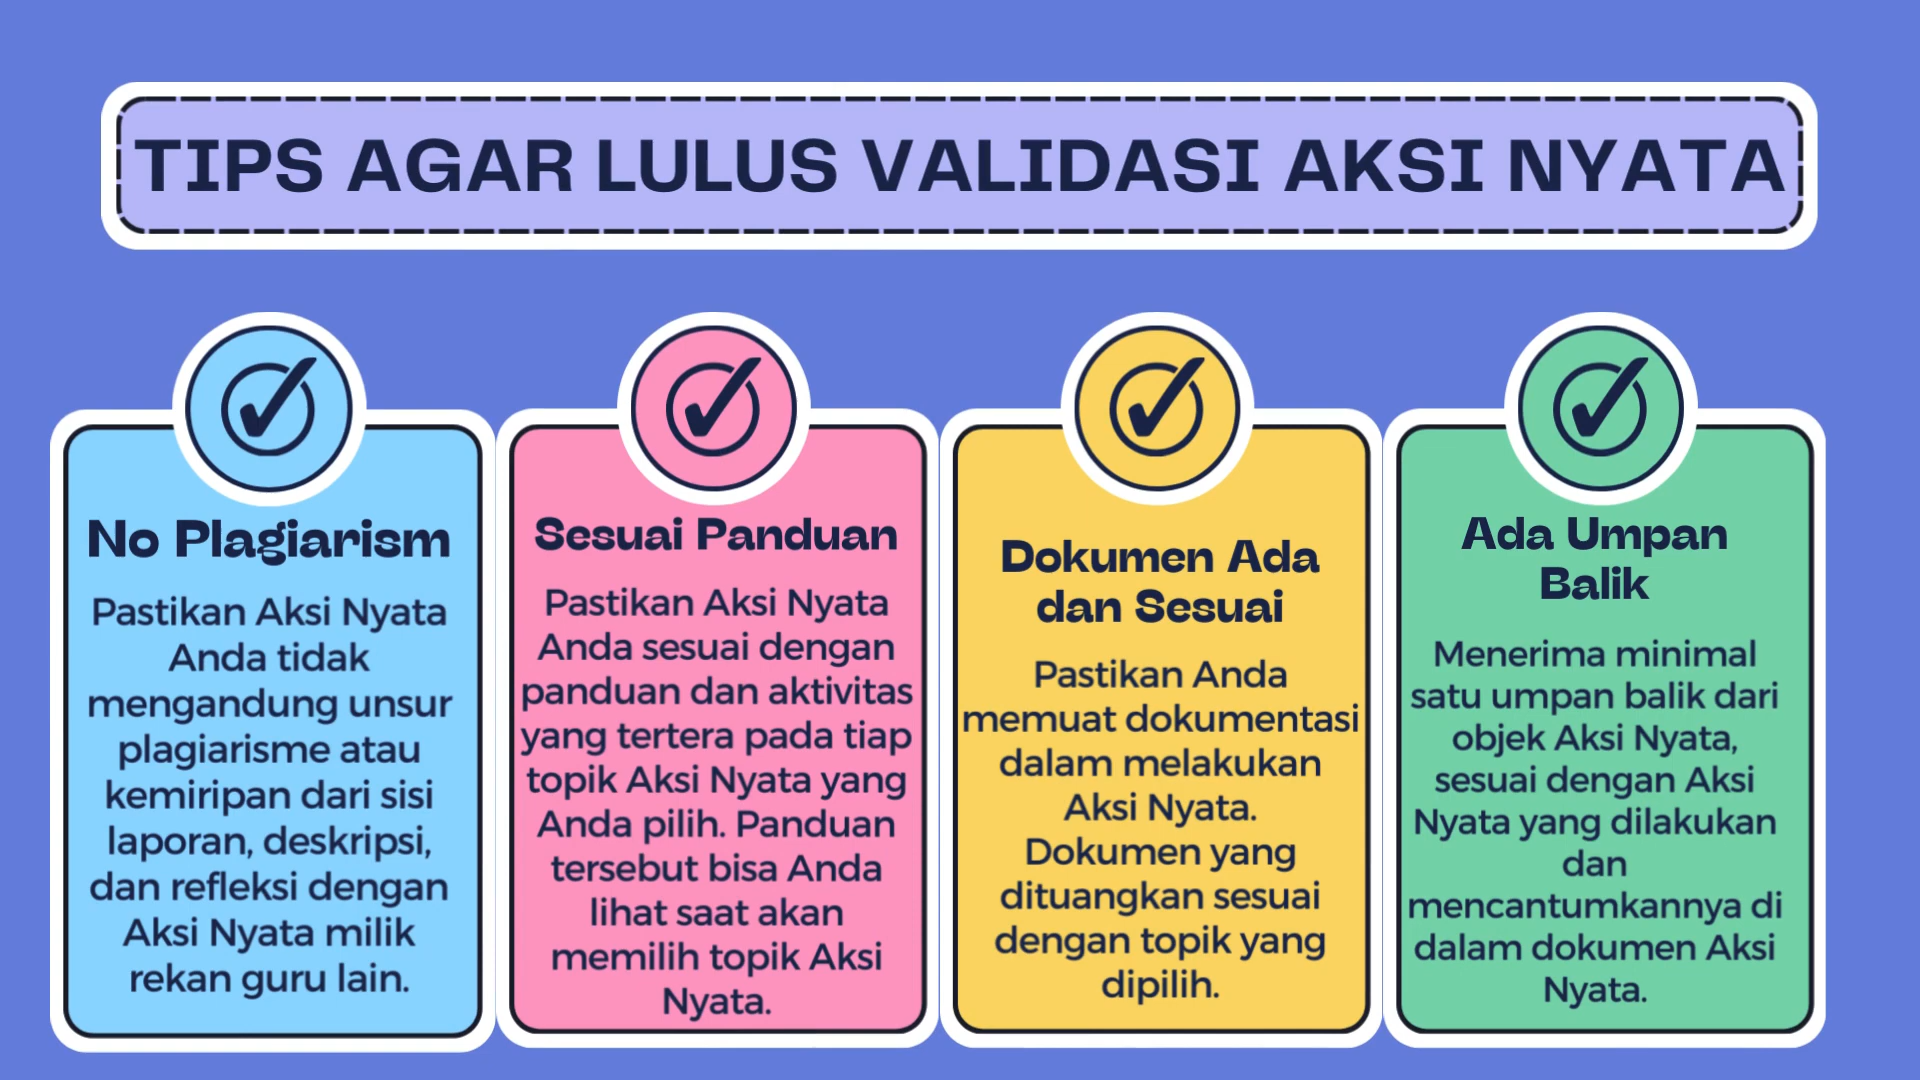 TIPS AGAR LULUS VALIDASI AKSI NYATA
No Plagiarism
Pastikan Aksi Nyata
Anda tidak
mengandung unsur
plagiarisme atau
kemiripan dari sisi
laporan, deskripsi,
dan refleksi dengan
Aksi Nyata milik
rekan guru lain.
Sesuai Panduan
Pastikan Aksi Nyata
Anda sesuai dengan
panduan dan aktivitas
yang tertera pada tiap
topik Aksi Nyata yang
Anda pilih. Panduan
tersebut bisa Anda
lihat saat akan
memilih topik Aksi
Nyata.
Dokumen Ada
dan Sesuai
Pastikan Anda
memuat dokumentasi
dalam melakukan
Aksi Nyata.
Dokumen yang
dituangkan sesuai
dengan topik yang
dipilih.
Ada Umpan
Balik
Menerima minimal
satu umpan balik dari
objek Aksi Nyata,
sesuai dengan Aksi
Nyata yang dilakukan
dan
mencantumkannya di
dalam dokumen Aksi
Nyata.